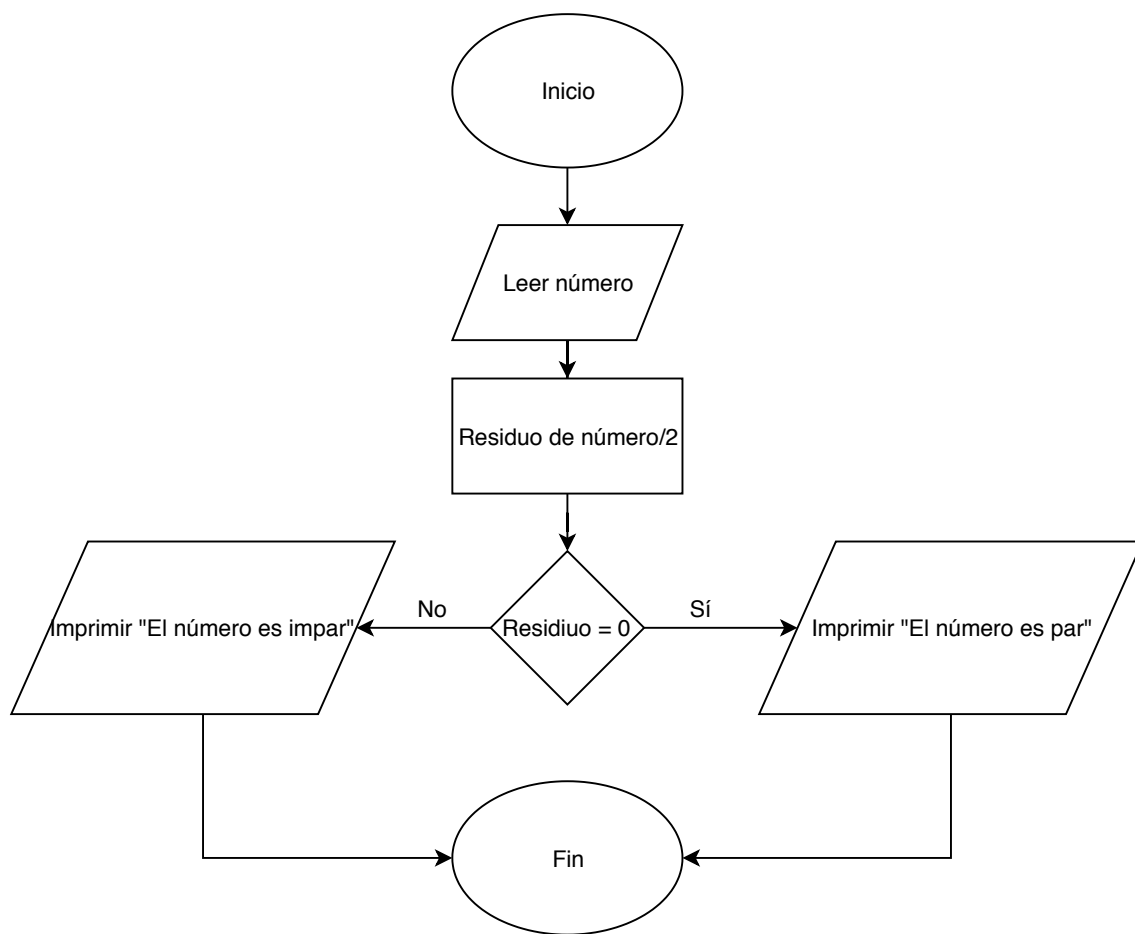 Inicio
Leer número
Residuo de número/2
No
Sí
Imprimir "El número es impar"
Residiuo = 0
Imprimir "El número es par"
Fin